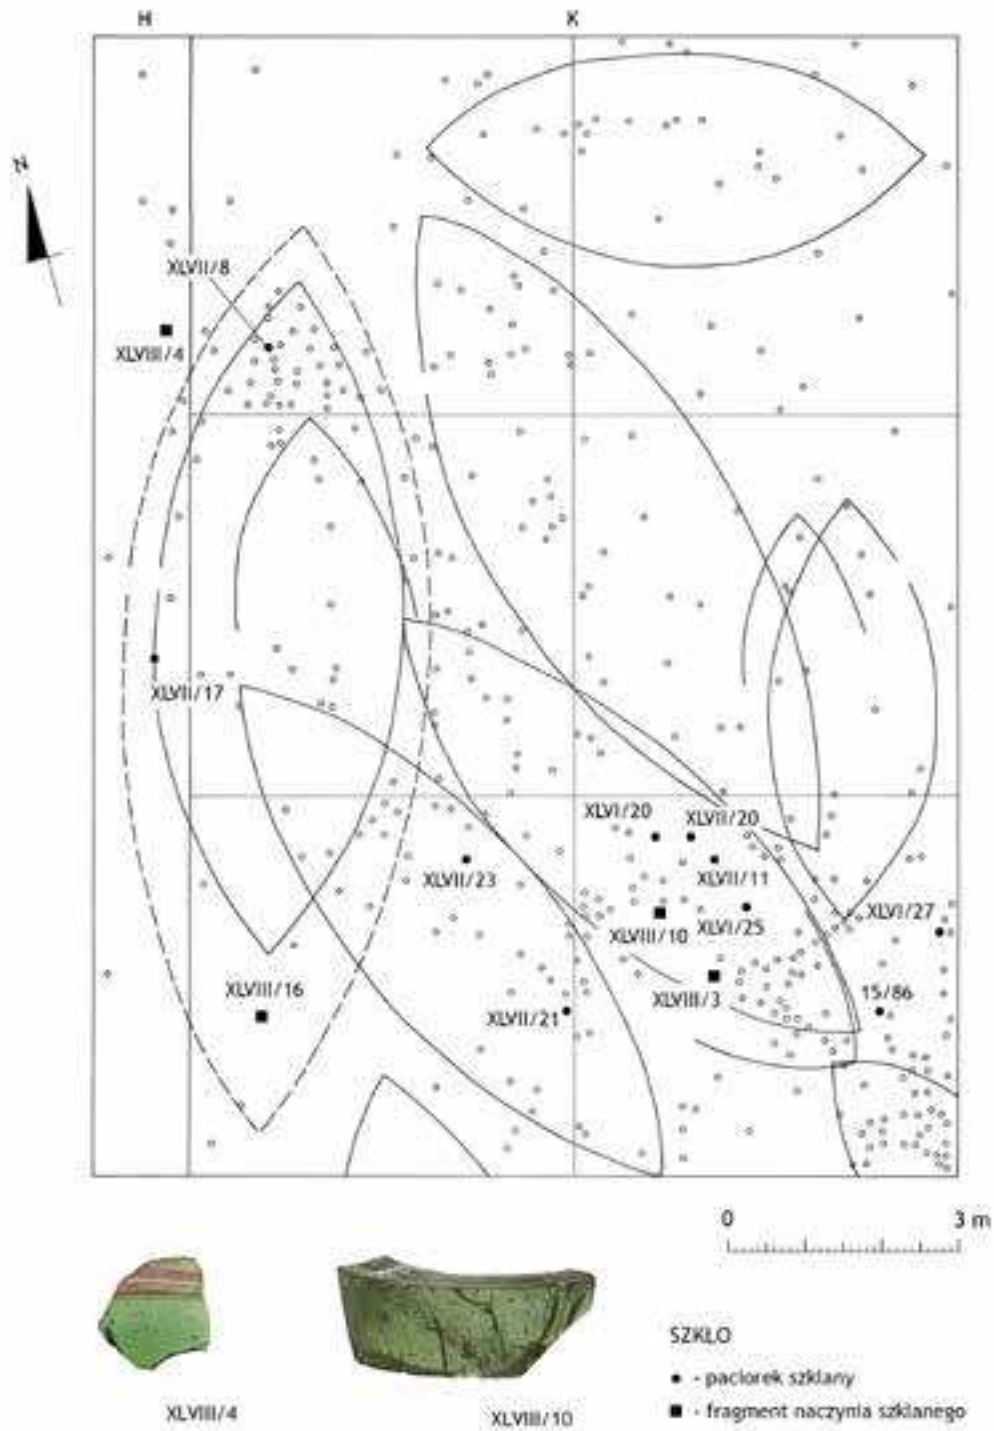 H K
N
XLVII/8
XLVIII/4
XLVII/17
XLVI/20
XLVII/20
XLVII/23
XLVII/11
XLVI/27
XLVI/25
XLVIII/10
XLVIII/16
XLVIII/3
15/86
XLVII/21
0 3 m
SZKŁO
● - paciorek szklany
■ - fragment naczynia szklanego
XLVIII/4
XLVIII/10